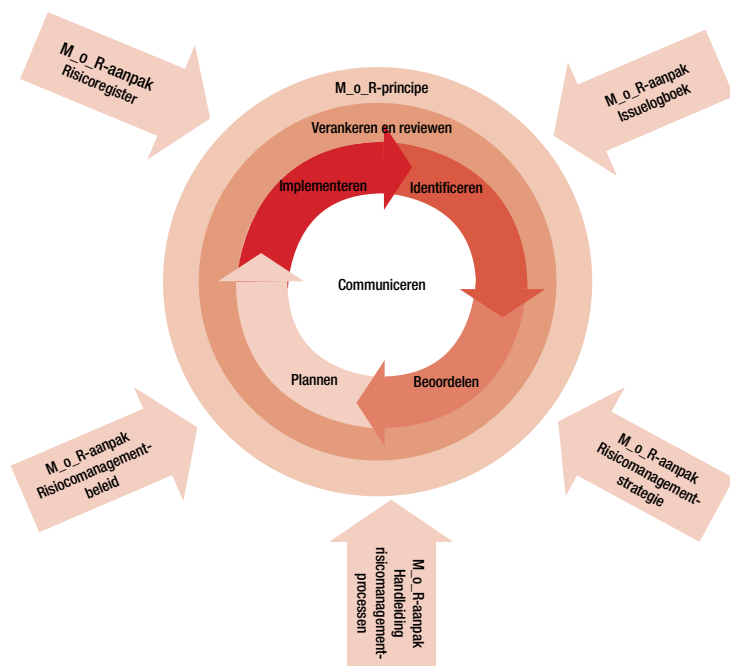 M_o_R-aanpak
Risicoregister
M_o_R-aanpak
Issuelogboek
M_o_R-principe
Verankeren en reviewen
Implementeren
Identificeren
Communiceren
Plannen
Beoordelen
M_o_R-aanpak
Risiocomanagement-
beleid
M_o_R-aanpak
Risicomanagement-
strategie
M_o_R-aanpak
Handleiding
risicomanagement-
processen